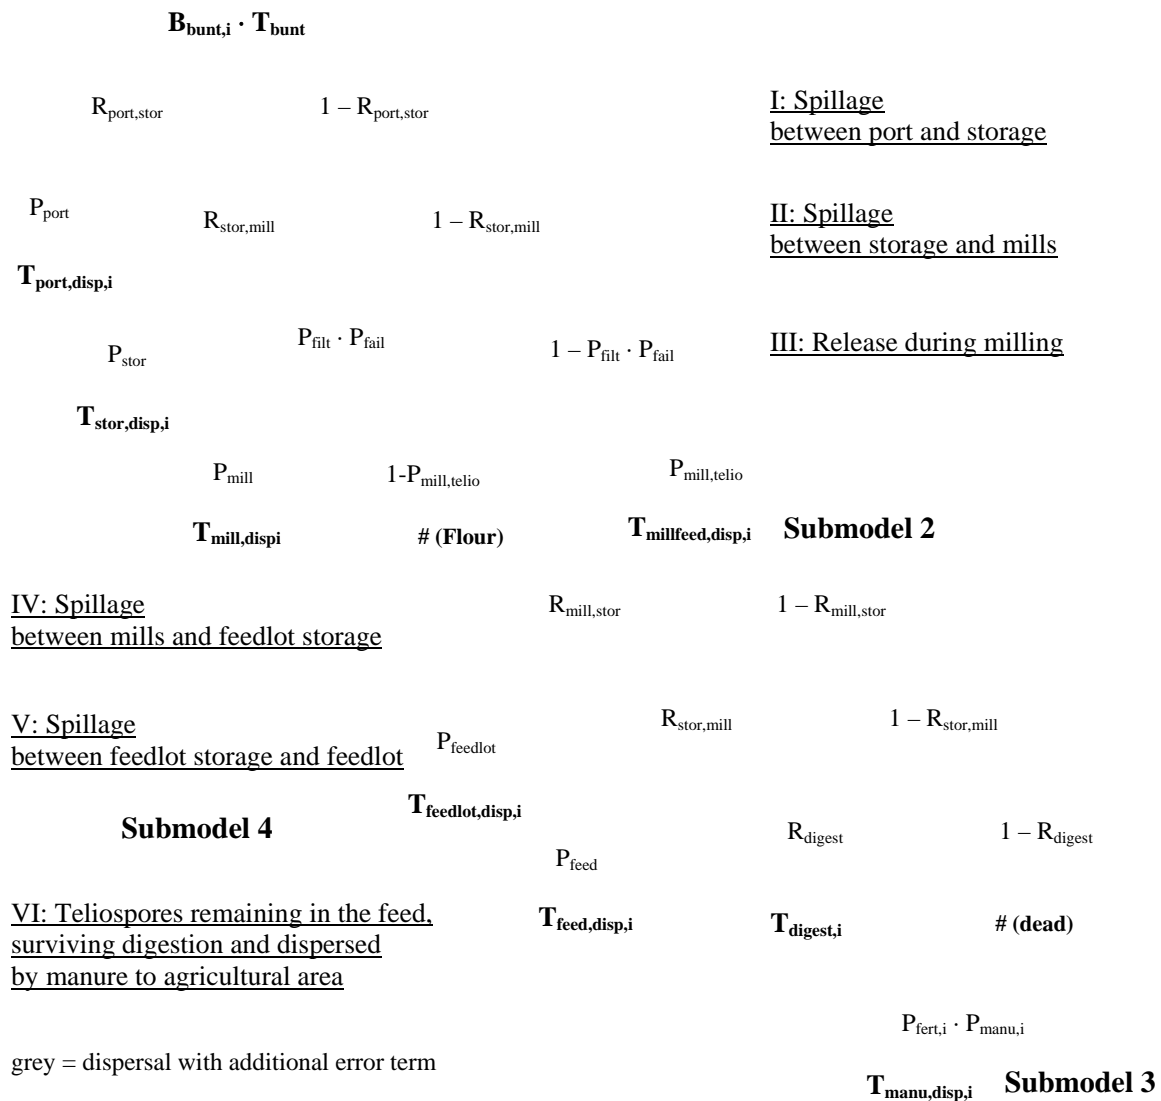 B_bunt,i · T_bunt
R_port,stor 1 – R_port,stor I: Spillage
between port and storage
P_port R_stor,mill 1 – R_stor,mill II: Spillage
between storage and mills
T_port,disp,i
P_stor P_filt · P_fail 1 – P_filt · P_fail III: Release during milling
T_stor,disp,i
P_mill 1-P_mill,telio P_mill,telio
T_mill,dispi # (Flour) T_millfeed,disp,i Submodel 2
IV: Spillage R_mill,stor 1 – R_mill,stor
between mills and feedlot storage
V: Spillage R_stor,mill 1 – R_stor,mill
between feedlot storage and feedlot P_feedlot
T_feedlot,disp,i
Submodel 4 R_digest 1 – R_digest
P_feed
VI: Teliospores remaining in the feed, T_feed,disp,i T_digest,i # (dead)
surviving digestion and dispersed
by manure to agricultural area
P_fert,i · P_manu,i
grey = dispersal with additional error term
T_manu,disp,i Submodel 3